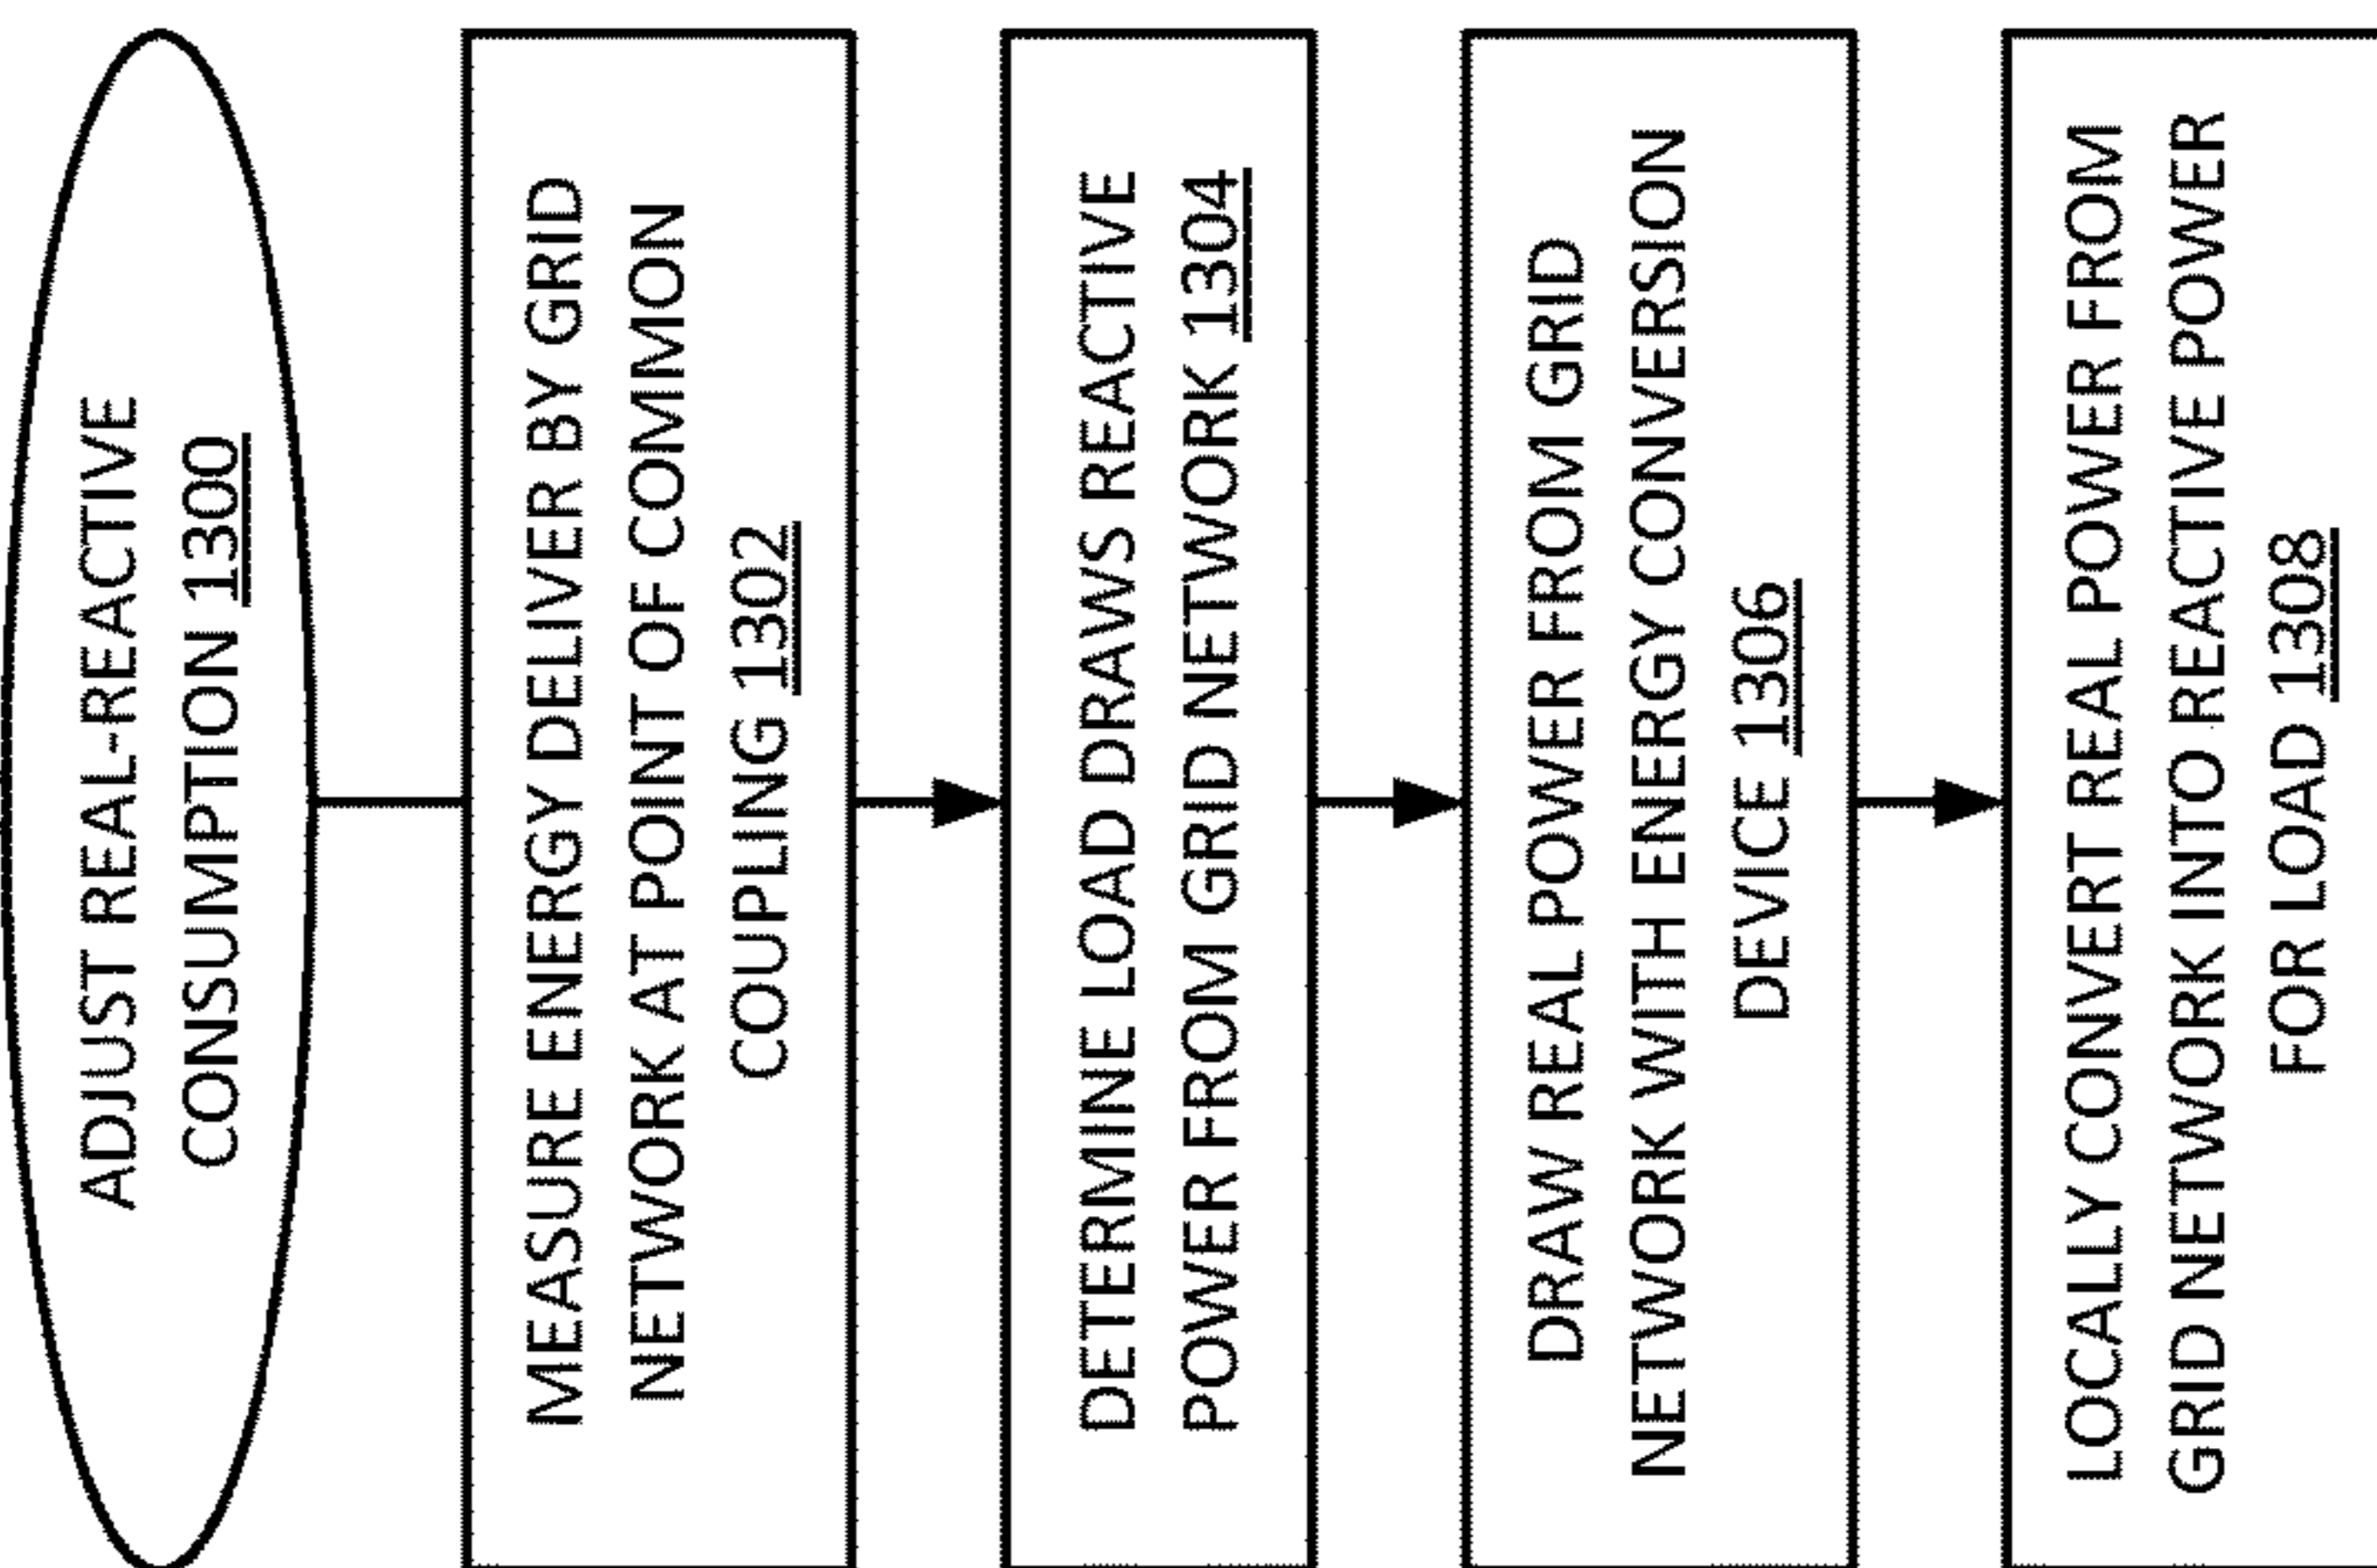 ADJUST REAL-REACTIVE
CONSUMPTION 1300
MEASURE ENERGY DELIVER BY GRID
NETWORK AT POINT OF COMMON
COUPLING 1302
DETERMINE LOAD DRAWS REACTIVE
POWER FROM GRID NETWORK 1304
DRAW REAL POWER FROM GRID
NETWORK WITH ENERGY CONVERSION
DEVICE 1306
LOCALLY CONVERT REAL POWER FROM
GRID NETWORK INTO REACTIVE POWER
FOR LOAD 1308